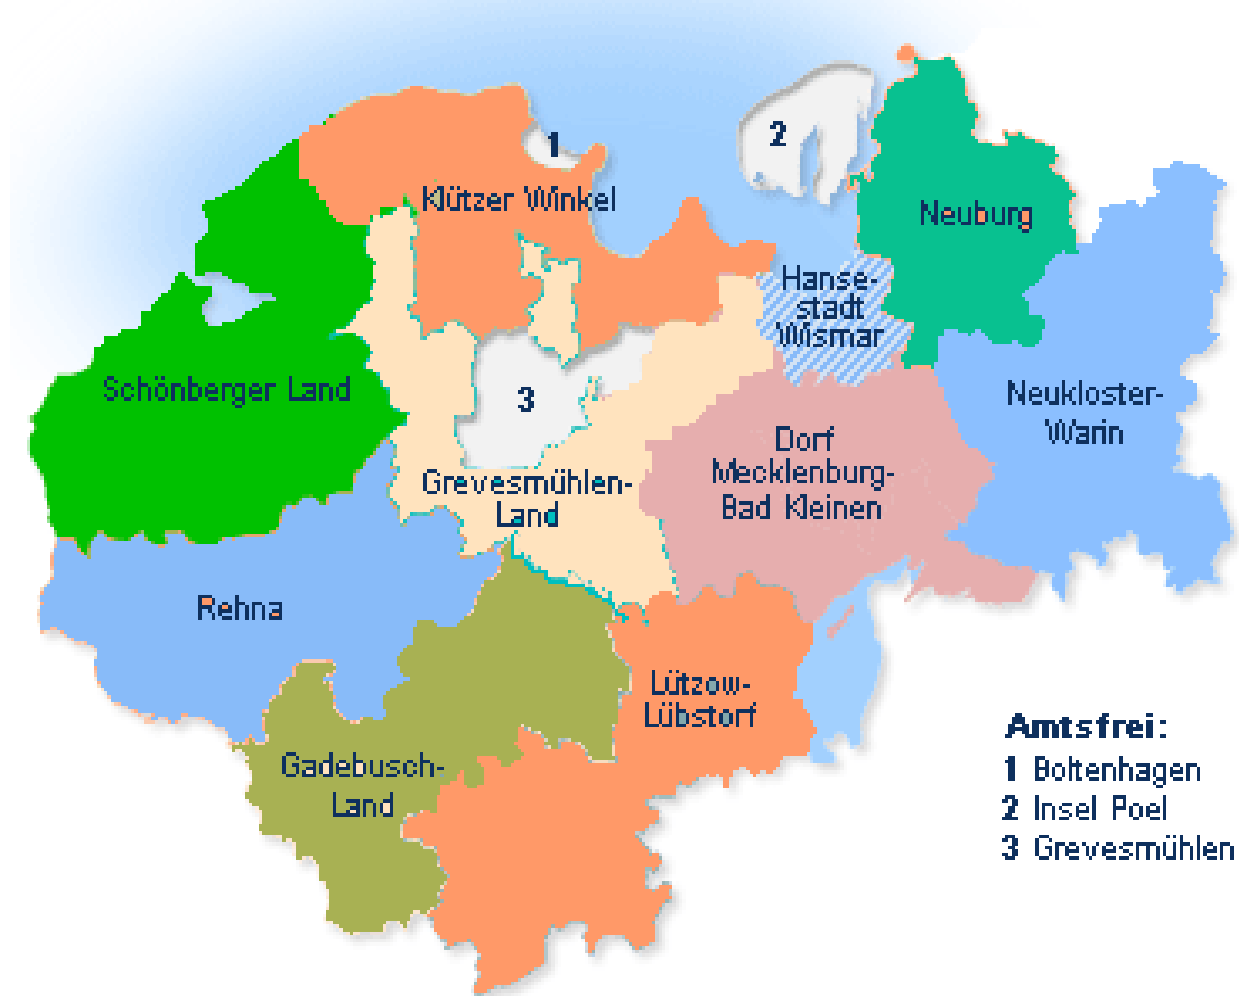 1
2
Klützer Winkel
Neuburg
Hanse-
stadt
Wismar
Schönberger Land
3
Neukloster-
Warin
Dorf
Mecklenburg-
Bad Kleinen
Grevesmühlen-
Land
Rehna
Lützow-
Lübstorf
Gadebusch-
Land
Amtsfrei:
1 Boltenhagen
2 Insel Poel
3 Grevesmühlen